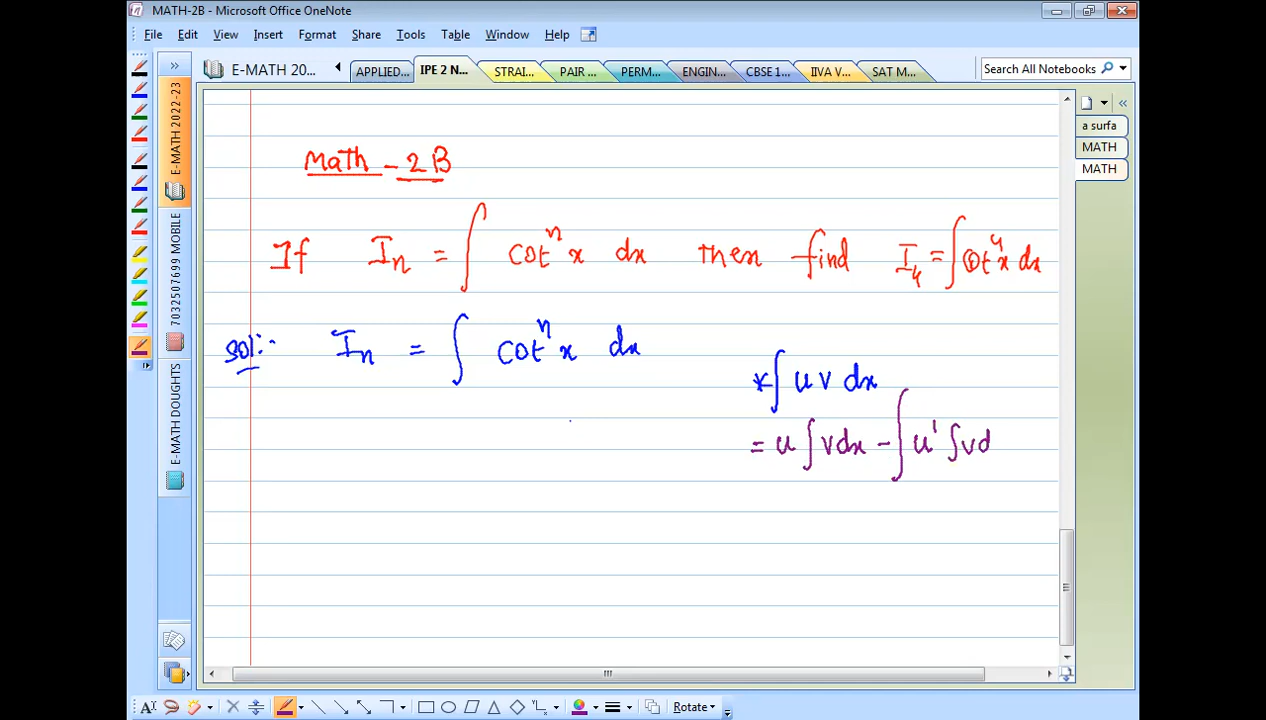 MATH-2B - Microsoft Office OneNote
File Edit View Insert Format Share Tools Table Window Help
E-MATH 20... APPLIED... IPE 2 N... STRAI... PAIR ... PERM... ENGIN... CBSE 1... IIVA V... SAT M... Search All Notebooks
E-MATH 2022-23
7032507699 MOBILE
E-MATH DOUGHTS
a surfa
MATH
MATH
Math - 2B
If Iₙ = ∫ cotⁿx dx then find I₄ = ∫cot⁴x dx
Sol:- Iₙ = ∫ cotⁿx dx
* ∫ u v dx
= u ∫ v dx - ∫ u' ∫ v d
Rotate